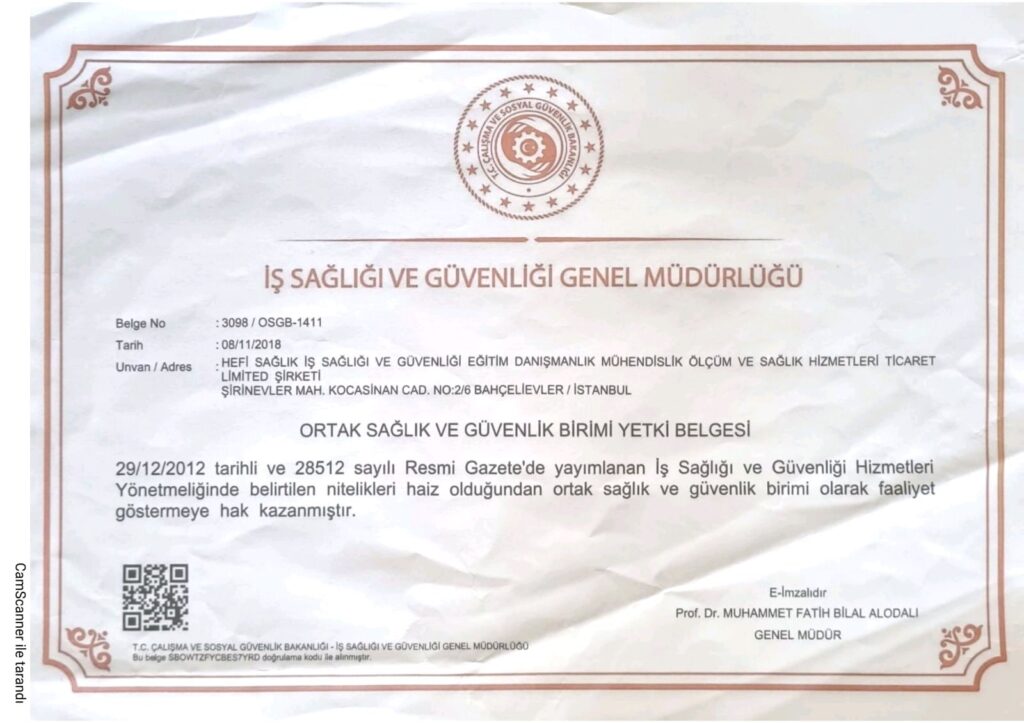 T.C. ÇALIŞMA VE SOSYAL GÜVENLİK BAKANLIĞI
İŞ SAĞLIĞI VE GÜVENLİĞİ GENEL MÜDÜRLÜĞÜ
Belge No : 3098 / OSGB-1411
Tarih : 08/11/2018
Unvan / Adres : HEFİ SAĞLIK İŞ SAĞLIĞI VE GÜVENLİĞİ EĞİTİM DANIŞMANLIK MÜHENDİSLİK ÖLÇÜM VE SAĞLIK HİZMETLERİ TİCARET
LİMİTED ŞİRKETİ
ŞİRİNEVLER MAH. KOCASİNAN CAD. NO:2/6 BAHÇELİEVLER / İSTANBUL
ORTAK SAĞLIK VE GÜVENLİK BİRİMİ YETKİ BELGESİ
29/12/2012 tarihli ve 28512 sayılı Resmi Gazete'de yayımlanan İş Sağlığı ve Güvenliği Hizmetleri
Yönetmeliğinde belirtilen nitelikleri haiz olduğundan ortak sağlık ve güvenlik birimi olarak faaliyet
göstermeye hak kazanmıştır.
E-İmzalıdır
Prof. Dr. MUHAMMET FATİH BİLAL ALODALI
GENEL MÜDÜR
T.C. ÇALIŞMA VE SOSYAL GÜVENLİK BAKANLIĞI - İŞ SAĞLIĞI VE GÜVENLİĞİ GENEL MÜDÜRLÜĞÜ
Bu belge SBOWTZFYCBES7YRD doğrulama kodu ile alınmıştır.
CamScanner ile tarandı